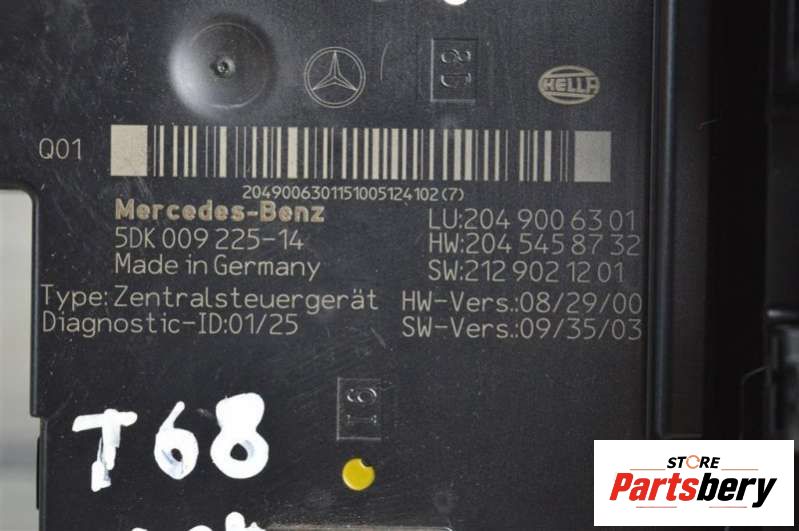 HELLA
Q01
2049006301151005124102(7)
Mercedes-Benz
LU:204 900 63 01
5DK 009 225-14
HW:204 545 87 32
Made in Germany
SW:212 902 12 01
Type: Zentralsteuergerät
HW-Vers.:08/29/00
Diagnostic-ID:01/25
SW-Vers.:09/35/03
T68
STORE
Partsbery